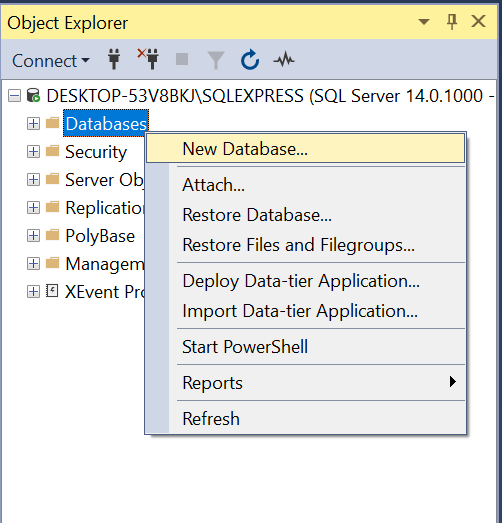 Object Explorer
Connect
DESKTOP-53V8BKJ\SQLEXPRESS (SQL Server 14.0.1000 -
Databases
Security
Server Obj
Replication
PolyBase
Managem
XEvent Pro
New Database...
Attach...
Restore Database...
Restore Files and Filegroups...
Deploy Data-tier Application...
Import Data-tier Application...
Start PowerShell
Reports
Refresh